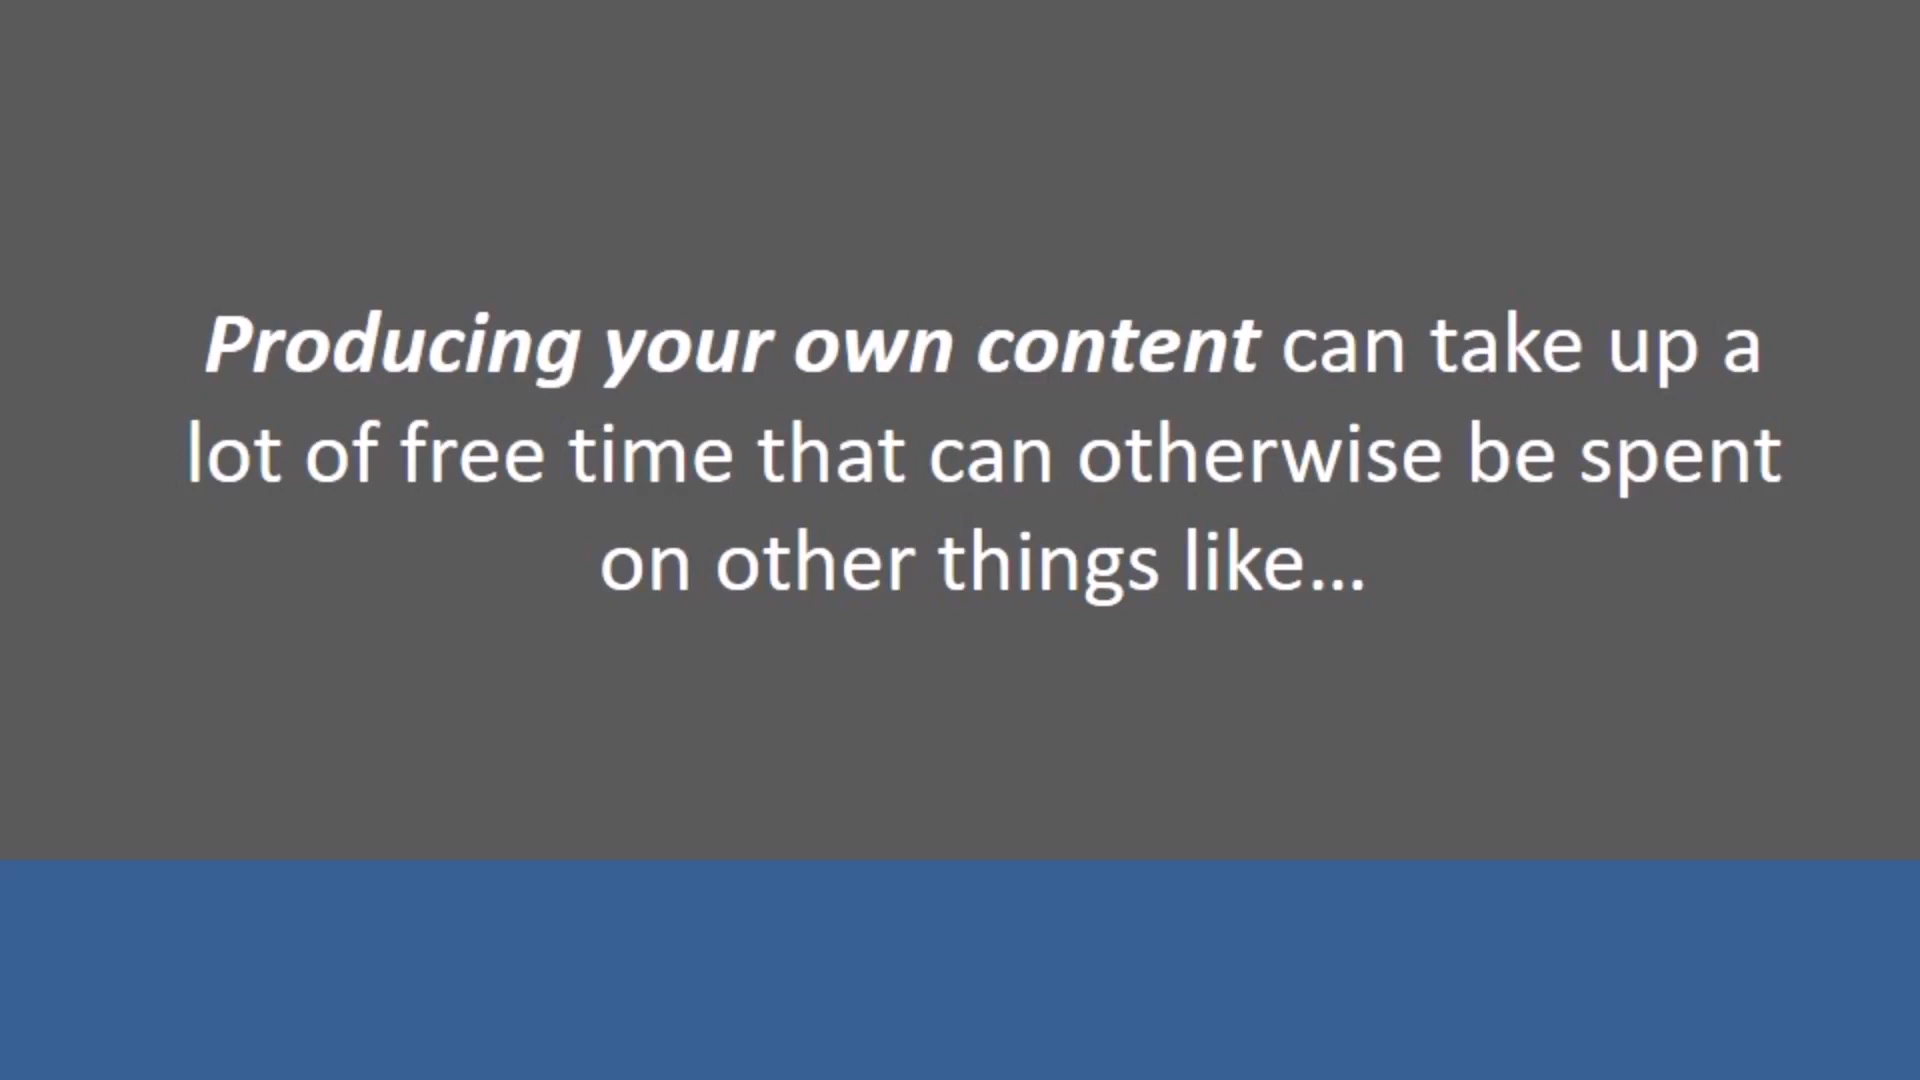 Producing your own content can take up a
lot of free time that can otherwise be spent
on other things like...